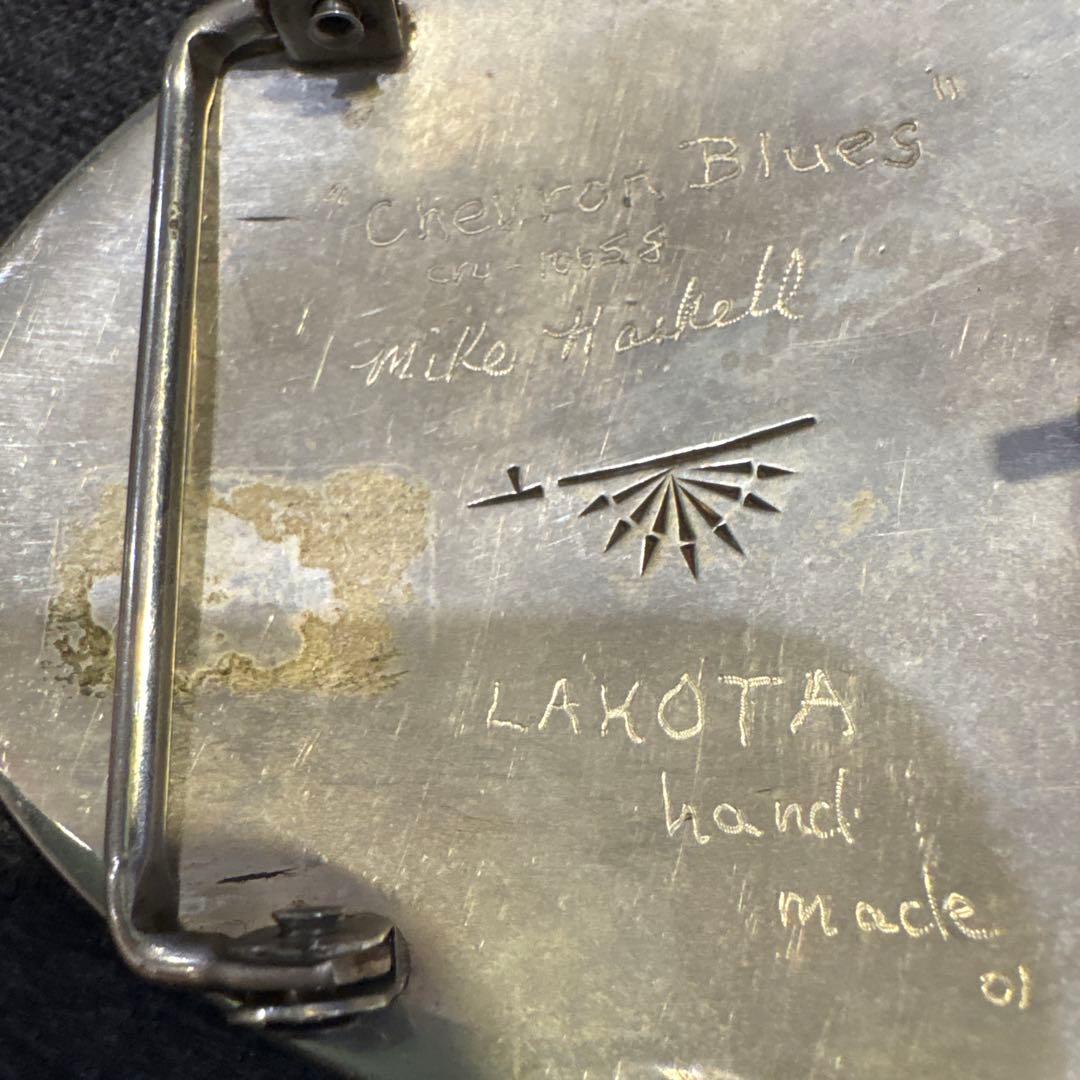 "Chevron Blues"
Mike Haskell
LAKOTA
hand
made
01